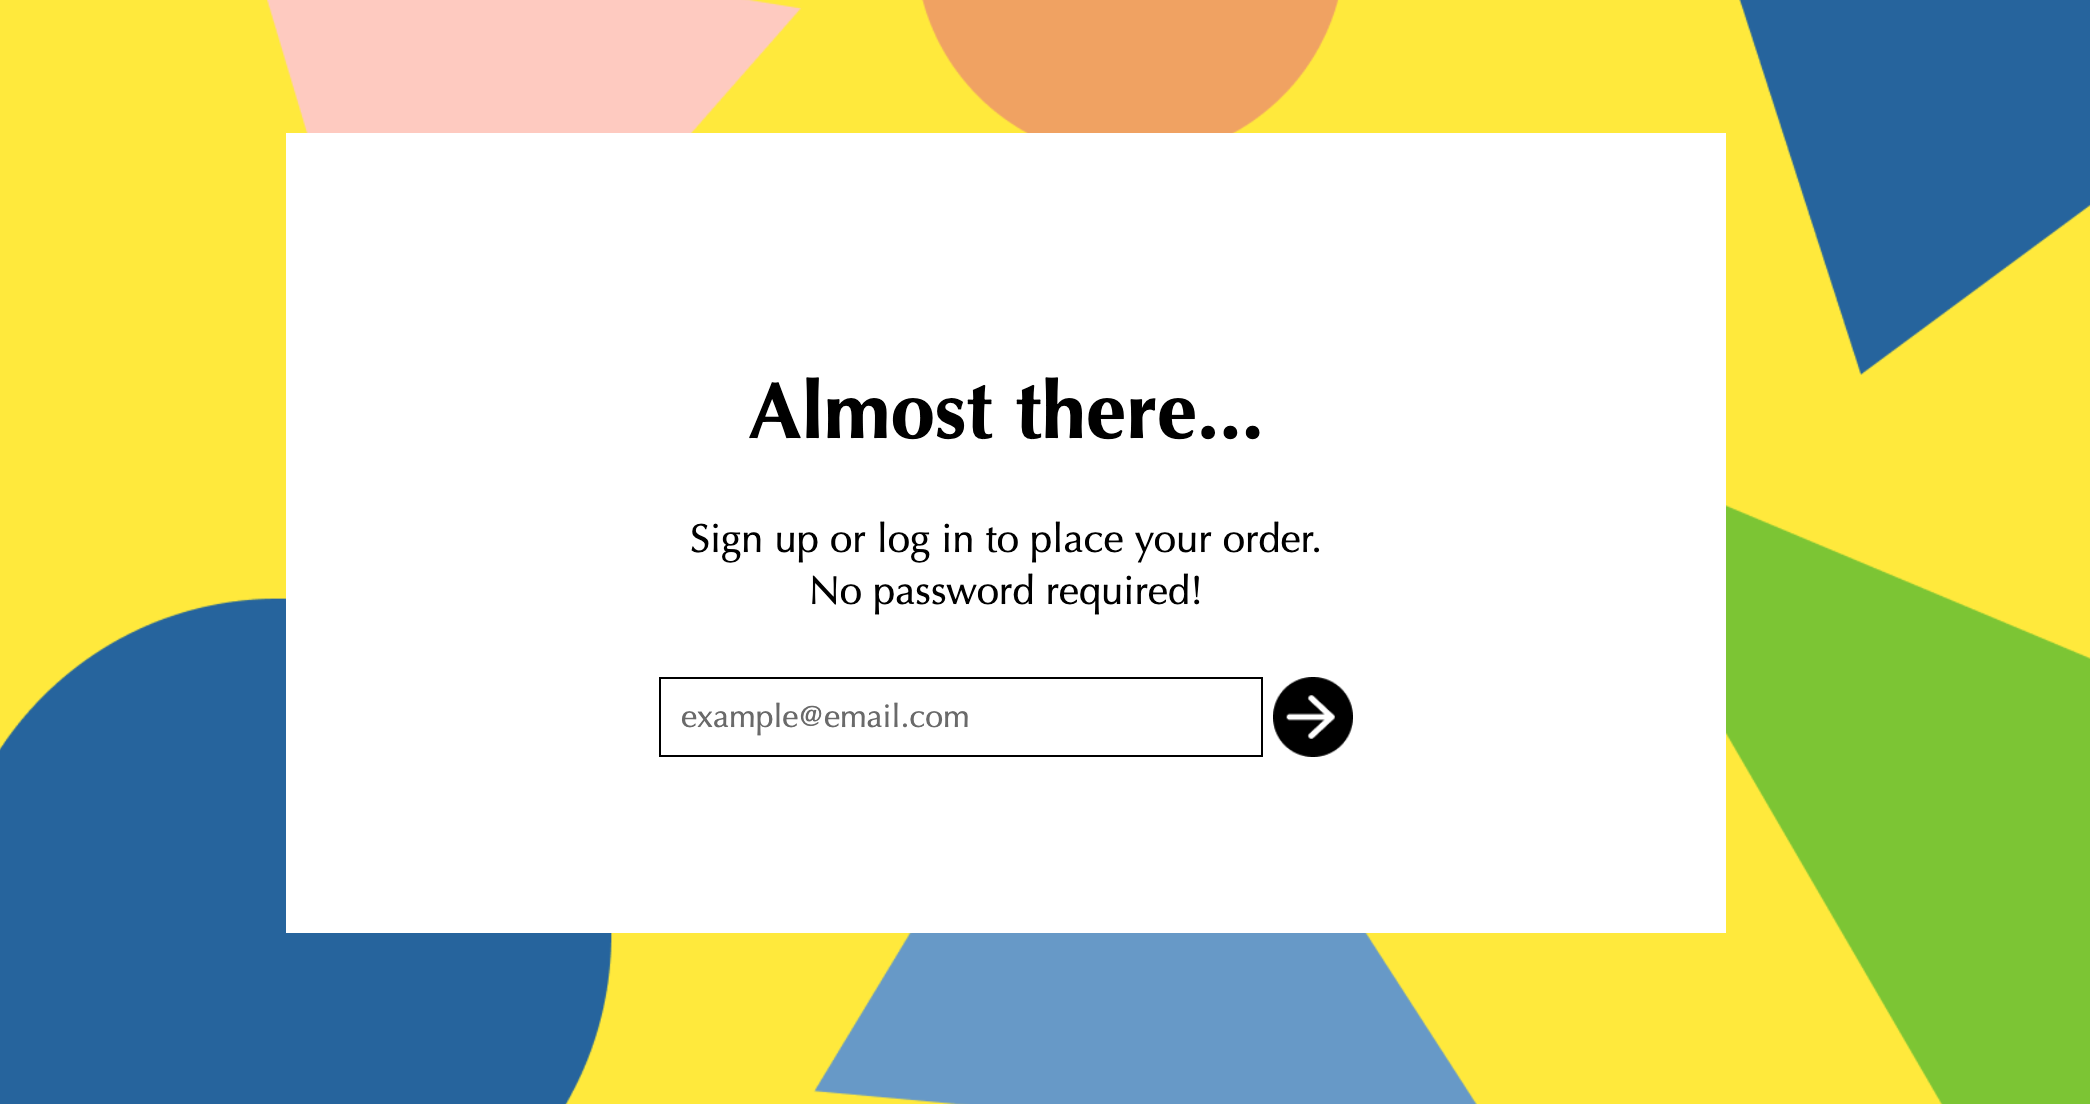 Almost there...
Sign up or log in to place your order.
No password required!
example@email.com